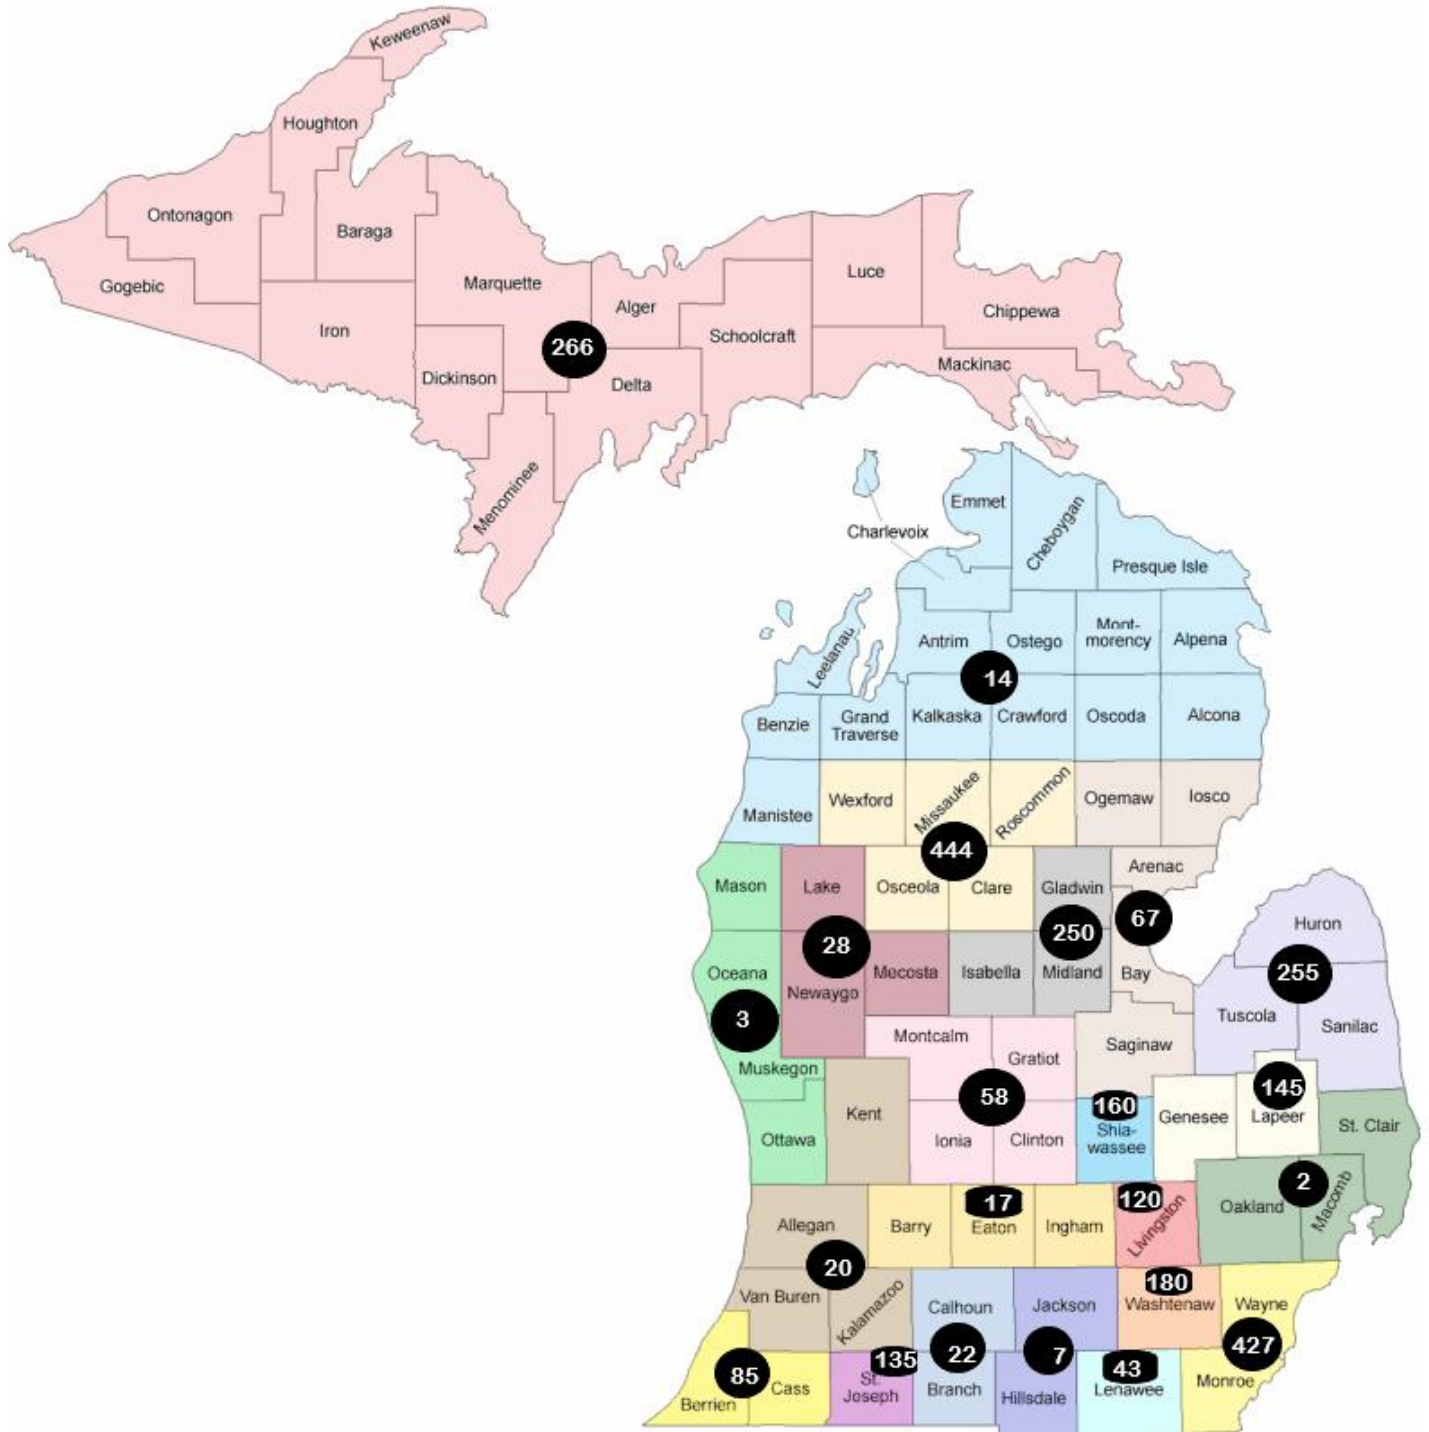 Keweenaw
Houghton
Ontonagon
Baraga
Gogebic
Marquette
Luce
Alger
Chippewa
Iron
Schoolcraft
266
Mackinac
Dickinson
Delta
Menominee
Emmet
Charlevoix
Cheboygan
Presque Isle
Leelanau
Antrim
Ostego
Mont-
morency
Alpena
14
Benzie
Grand
Traverse
Kalkaska
Crawford
Oscoda
Alcona
Manistee
Wexford
Missaukee
Roscommon
Ogemaw
Iosco
444
Mason
Lake
Osceola
Clare
Gladwin
Arenac
67
28
250
Huron
Oceana
Newaygo
Mecosta
Isabella
Midland
Bay
255
3
Tuscola
Sanilac
Muskegon
Montcalm
Gratiot
Saginaw
58
160
145
Kent
Ottawa
Ionia
Clinton
Shia-
wassee
Genesee
Lapeer
St. Clair
17
120
2
Allegan
Barry
Eaton
Ingham
Livingston
Oakland
Macomb
20
180
Van Buren
Kalamazoo
Calhoun
Jackson
Washtenaw
Wayne
427
85
135
22
7
43
Berrien
Cass
St.
Joseph
Branch
Hillsdale
Lenawee
Monroe